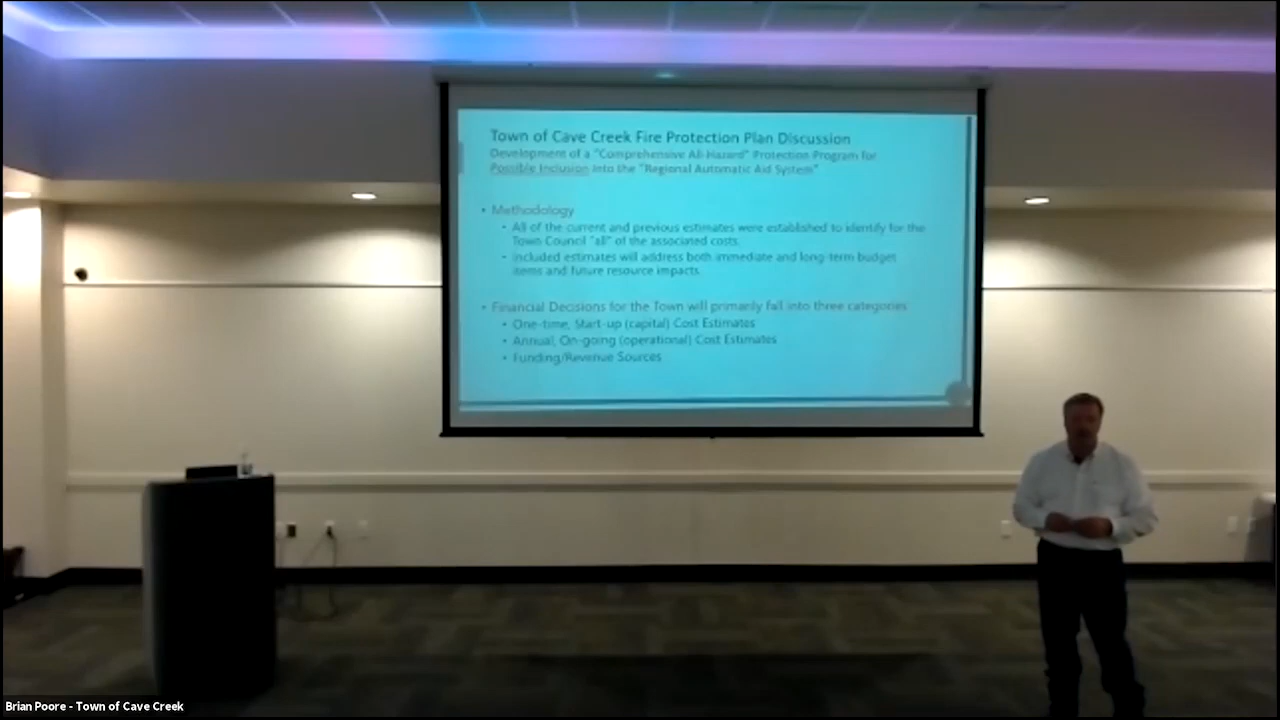 Town of Cave Creek Fire Protection Plan Discussion
Development of a "Comprehensive All-Hazard" Protection Program for
Possible Inclusion into the "Regional Automatic Aid System"
• Methodology
• All of the current and previous estimates were established to identify for the
Town Council "all" of the associated costs.
• Included estimates will address both immediate and long-term budget
items and future resource impacts.
• Financial Decisions for the Town will primarily fall into three categories
• One-time, Start-up (capital) Cost Estimates
• Annual, On-going (operational) Cost Estimates
• Funding/Revenue Sources
Brian Poore - Town of Cave Creek